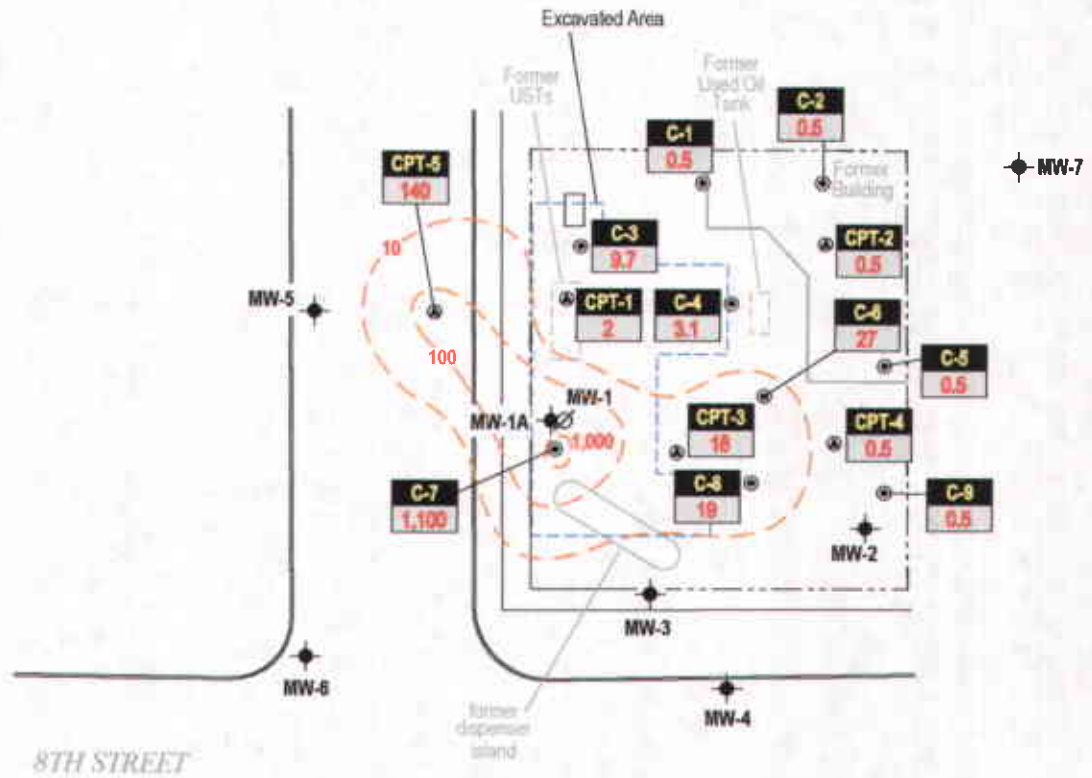 Excavated Area
Former
USTs
Former
Used Oil
Tank
C-2
0.5
C-1
0.5
CPT-5
140
Former
Building
MW-7
10
C-3
9.7
CPT-2
0.5
MW-5
CPT-1
2
C-4
3.1
C-6
27
100
C-5
0.5
MW-1
MW-1A
1,000
CPT-3
16
CPT-4
0.5
C-7
1,100
C-8
19
C-9
0.5
MW-2
MW-3
MW-6
MW-4
former
dispenser
island
8TH STREET